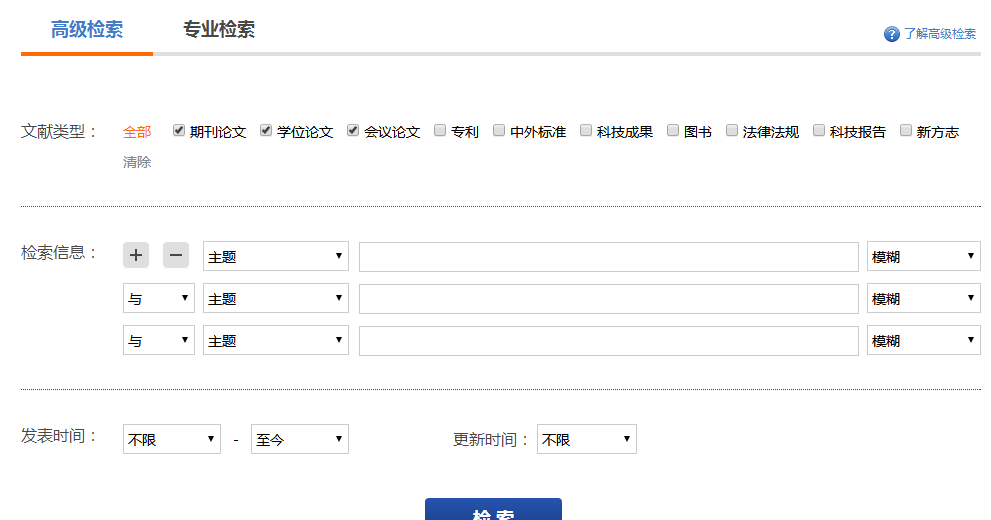 高级检索 专业检索 了解高级检索
文献类型： 全部 期刊论文 学位论文 会议论文 专利 中外标准 科技成果 图书 法律法规 科技报告 新方志
清除
检索信息： + − 主题 模糊
与 主题 模糊
与 主题 模糊
发表时间： 不限 - 至今 更新时间： 不限
检索